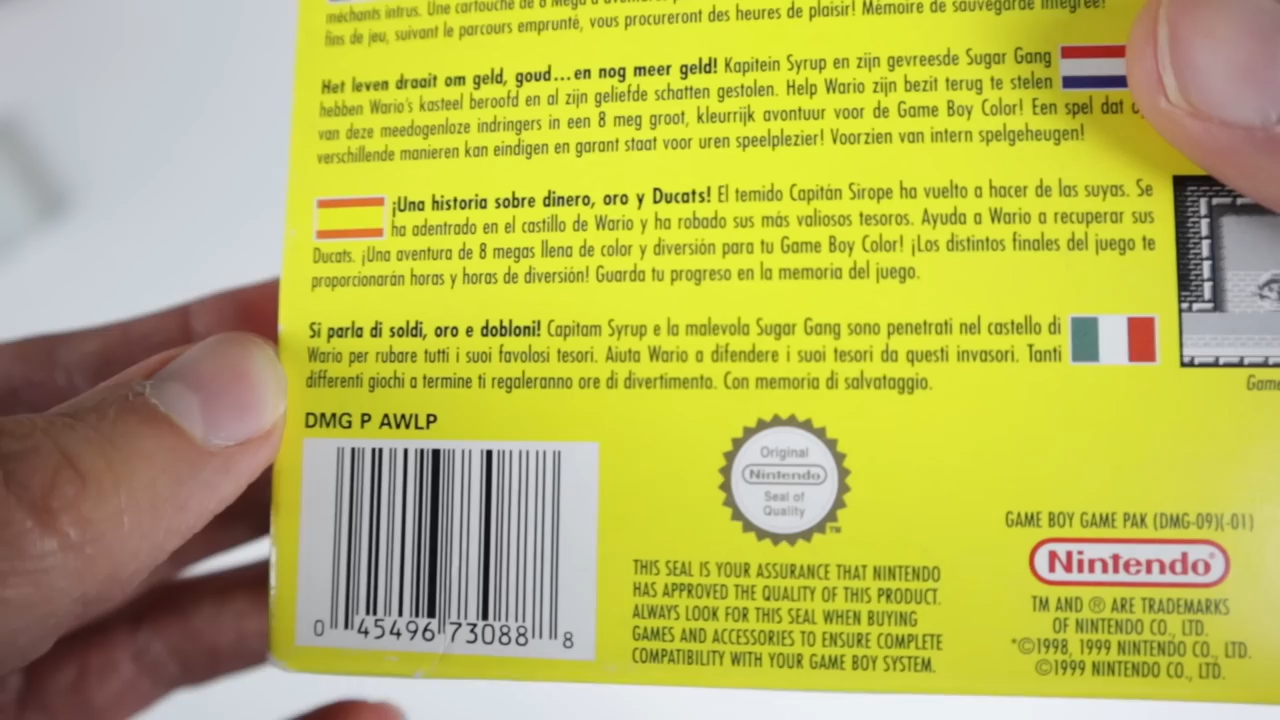 méchants intrus. Une cartouche de 8 Mega
fins de jeu, suivant le parcours emprunté, vous procureront des heures de plaisir! Mémoire de sauvegarde intégrée!
Het leven draait om geld, goud...en nog meer geld! Kapitein Syrup en zijn gevreesde Sugar Gang
hebben Wario's kasteel beroofd en al zijn geliefde schatten gestolen. Help Wario zijn bezit terug te stelen
van deze meedogenloze indringers in een 8 meg groot, kleurrijk avontuur voor de Game Boy Color! Een spel dat
verschillende manieren kan eindigen en garant staat voor uren speelplezier! Voorzien van intern spelgeheugen!
¡Una historia sobre dinero, oro y Ducats! El temido Capitán Sirope ha vuelto a hacer de las suyas. Se
ha adentrado en el castillo de Wario y ha robado sus más valiosos tesoros. Ayuda a Wario a recuperar sus
Ducats. ¡Una aventura de 8 megas llena de color y diversión para tu Game Boy Color! ¡Los distintos finales del juego te
proporcionarán horas y horas de diversión! Guarda tu progreso en la memoria del juego.
Si parla di soldi, oro e dobloni! Capitam Syrup e la malevola Sugar Gang sono penetrati nel castello di
Wario per rubare tutti i suoi favolosi tesori. Aiuta Wario a difendere i suoi tesori da questi invasori. Tanti
differenti giochi a termine ti regaleranno ore di divertimento. Con memoria di salvataggio.
Game
DMG P AWLP
0 45496 73088 8
Original
Nintendo
Seal of
Quality
TM
THIS SEAL IS YOUR ASSURANCE THAT NINTENDO
HAS APPROVED THE QUALITY OF THIS PRODUCT.
ALWAYS LOOK FOR THIS SEAL WHEN BUYING
GAMES AND ACCESSORIES TO ENSURE COMPLETE
COMPATIBILITY WITH YOUR GAME BOY SYSTEM.
GAME BOY GAME PAK (DMG-09)(-01)
Nintendo®
TM AND ® ARE TRADEMARKS
OF NINTENDO CO., LTD.
*©1998, 1999 NINTENDO CO., LTD.
©1999 NINTENDO CO., LTD.